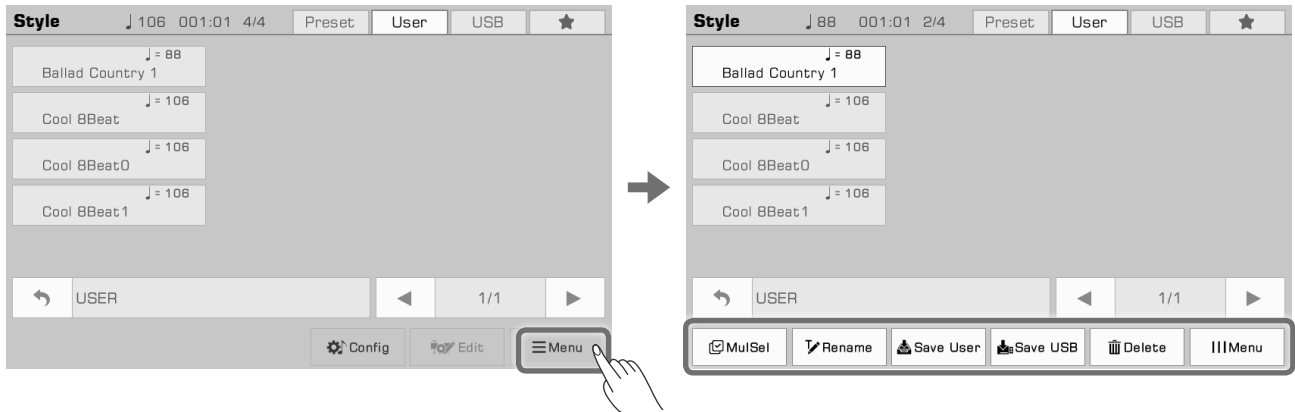 Style ♩106 001:01 4/4 Preset User USB ★
♩= 88
Ballad Country 1
♩= 106
Cool 8Beat
♩= 106
Cool 8Beat0
♩= 106
Cool 8Beat1
USER 1/1
Config Edit Menu
Style ♩88 001:01 2/4 Preset User USB ★
♩= 88
Ballad Country 1
♩= 106
Cool 8Beat
♩= 106
Cool 8Beat0
♩= 106
Cool 8Beat1
USER 1/1
MulSel Rename Save User Save USB Delete Menu